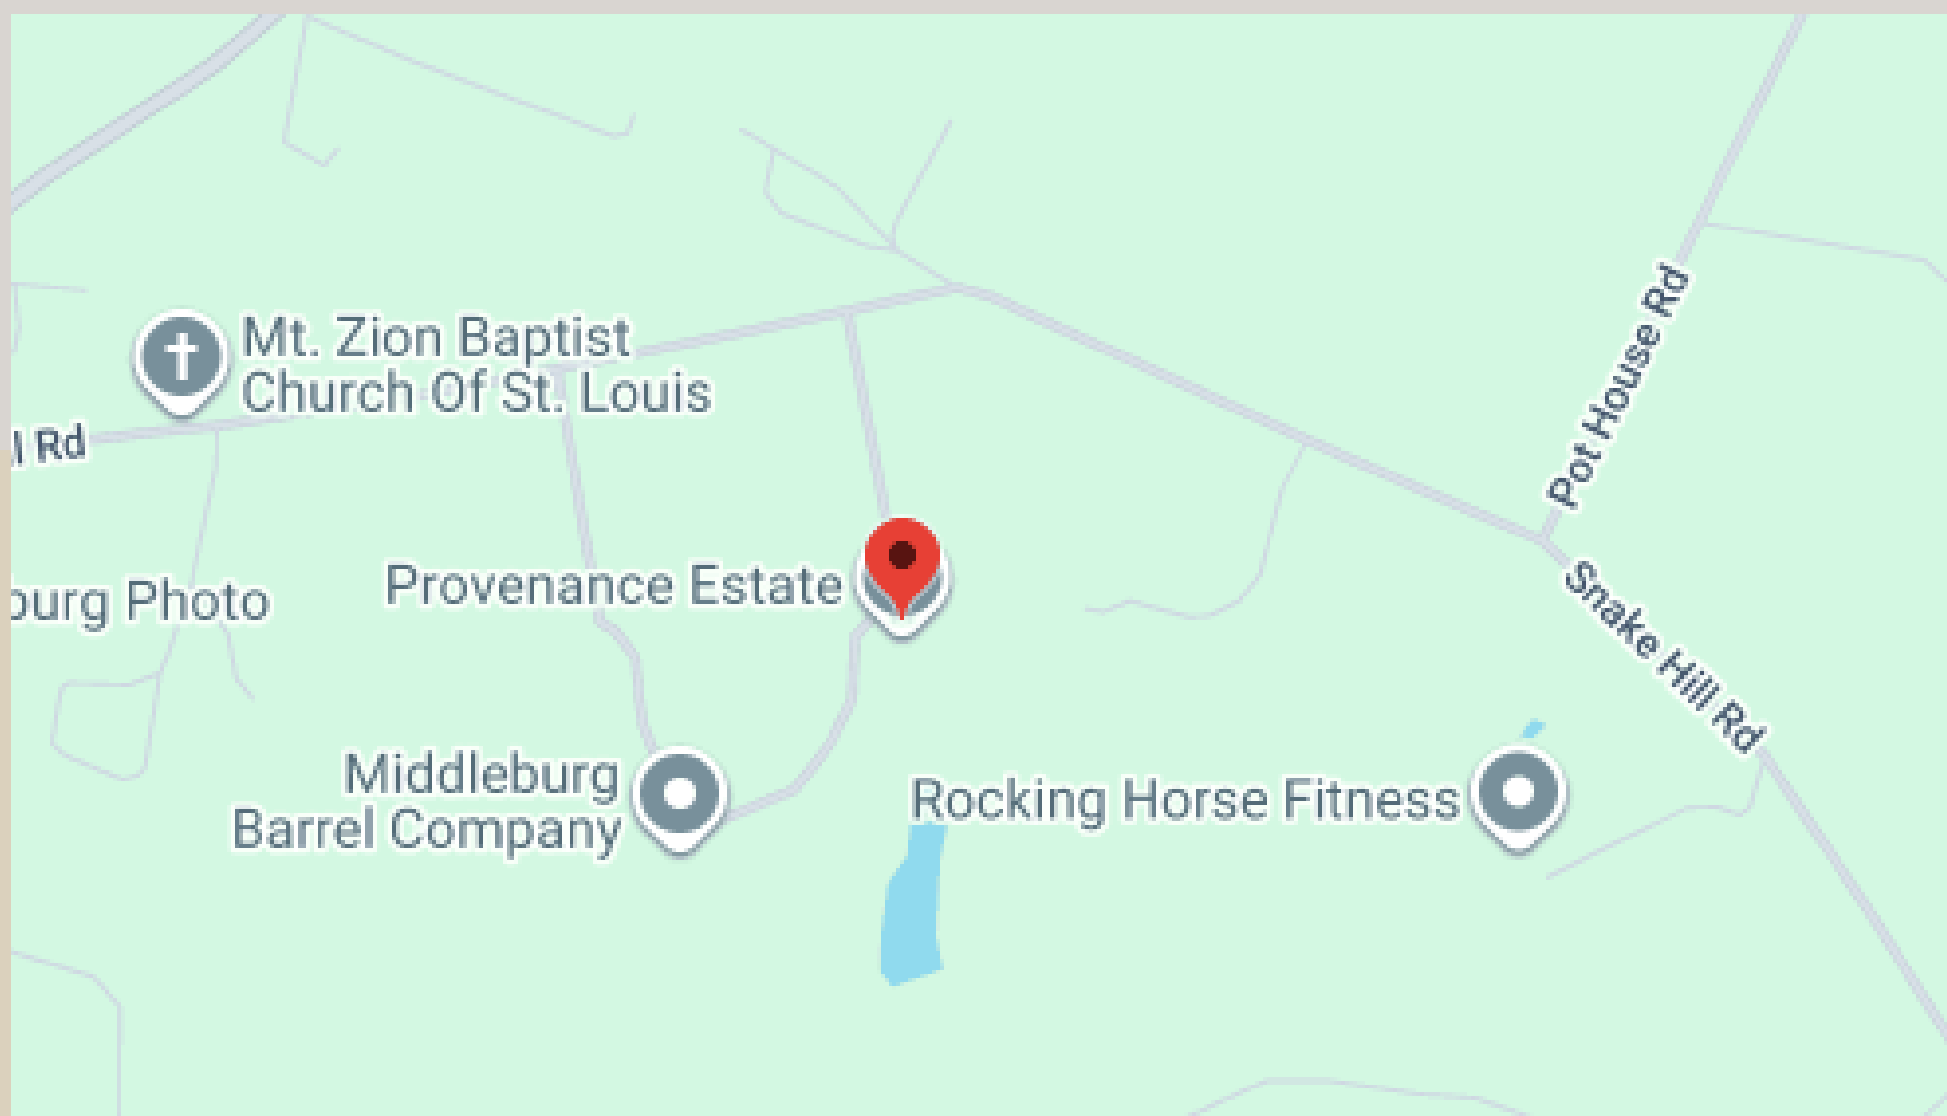 Mt. Zion Baptist
Church Of St. Louis
Rd
Pot House Rd
Photo
Provenance Estate
Snake Hill Rd
Middleburg
Barrel Company
Rocking Horse Fitness